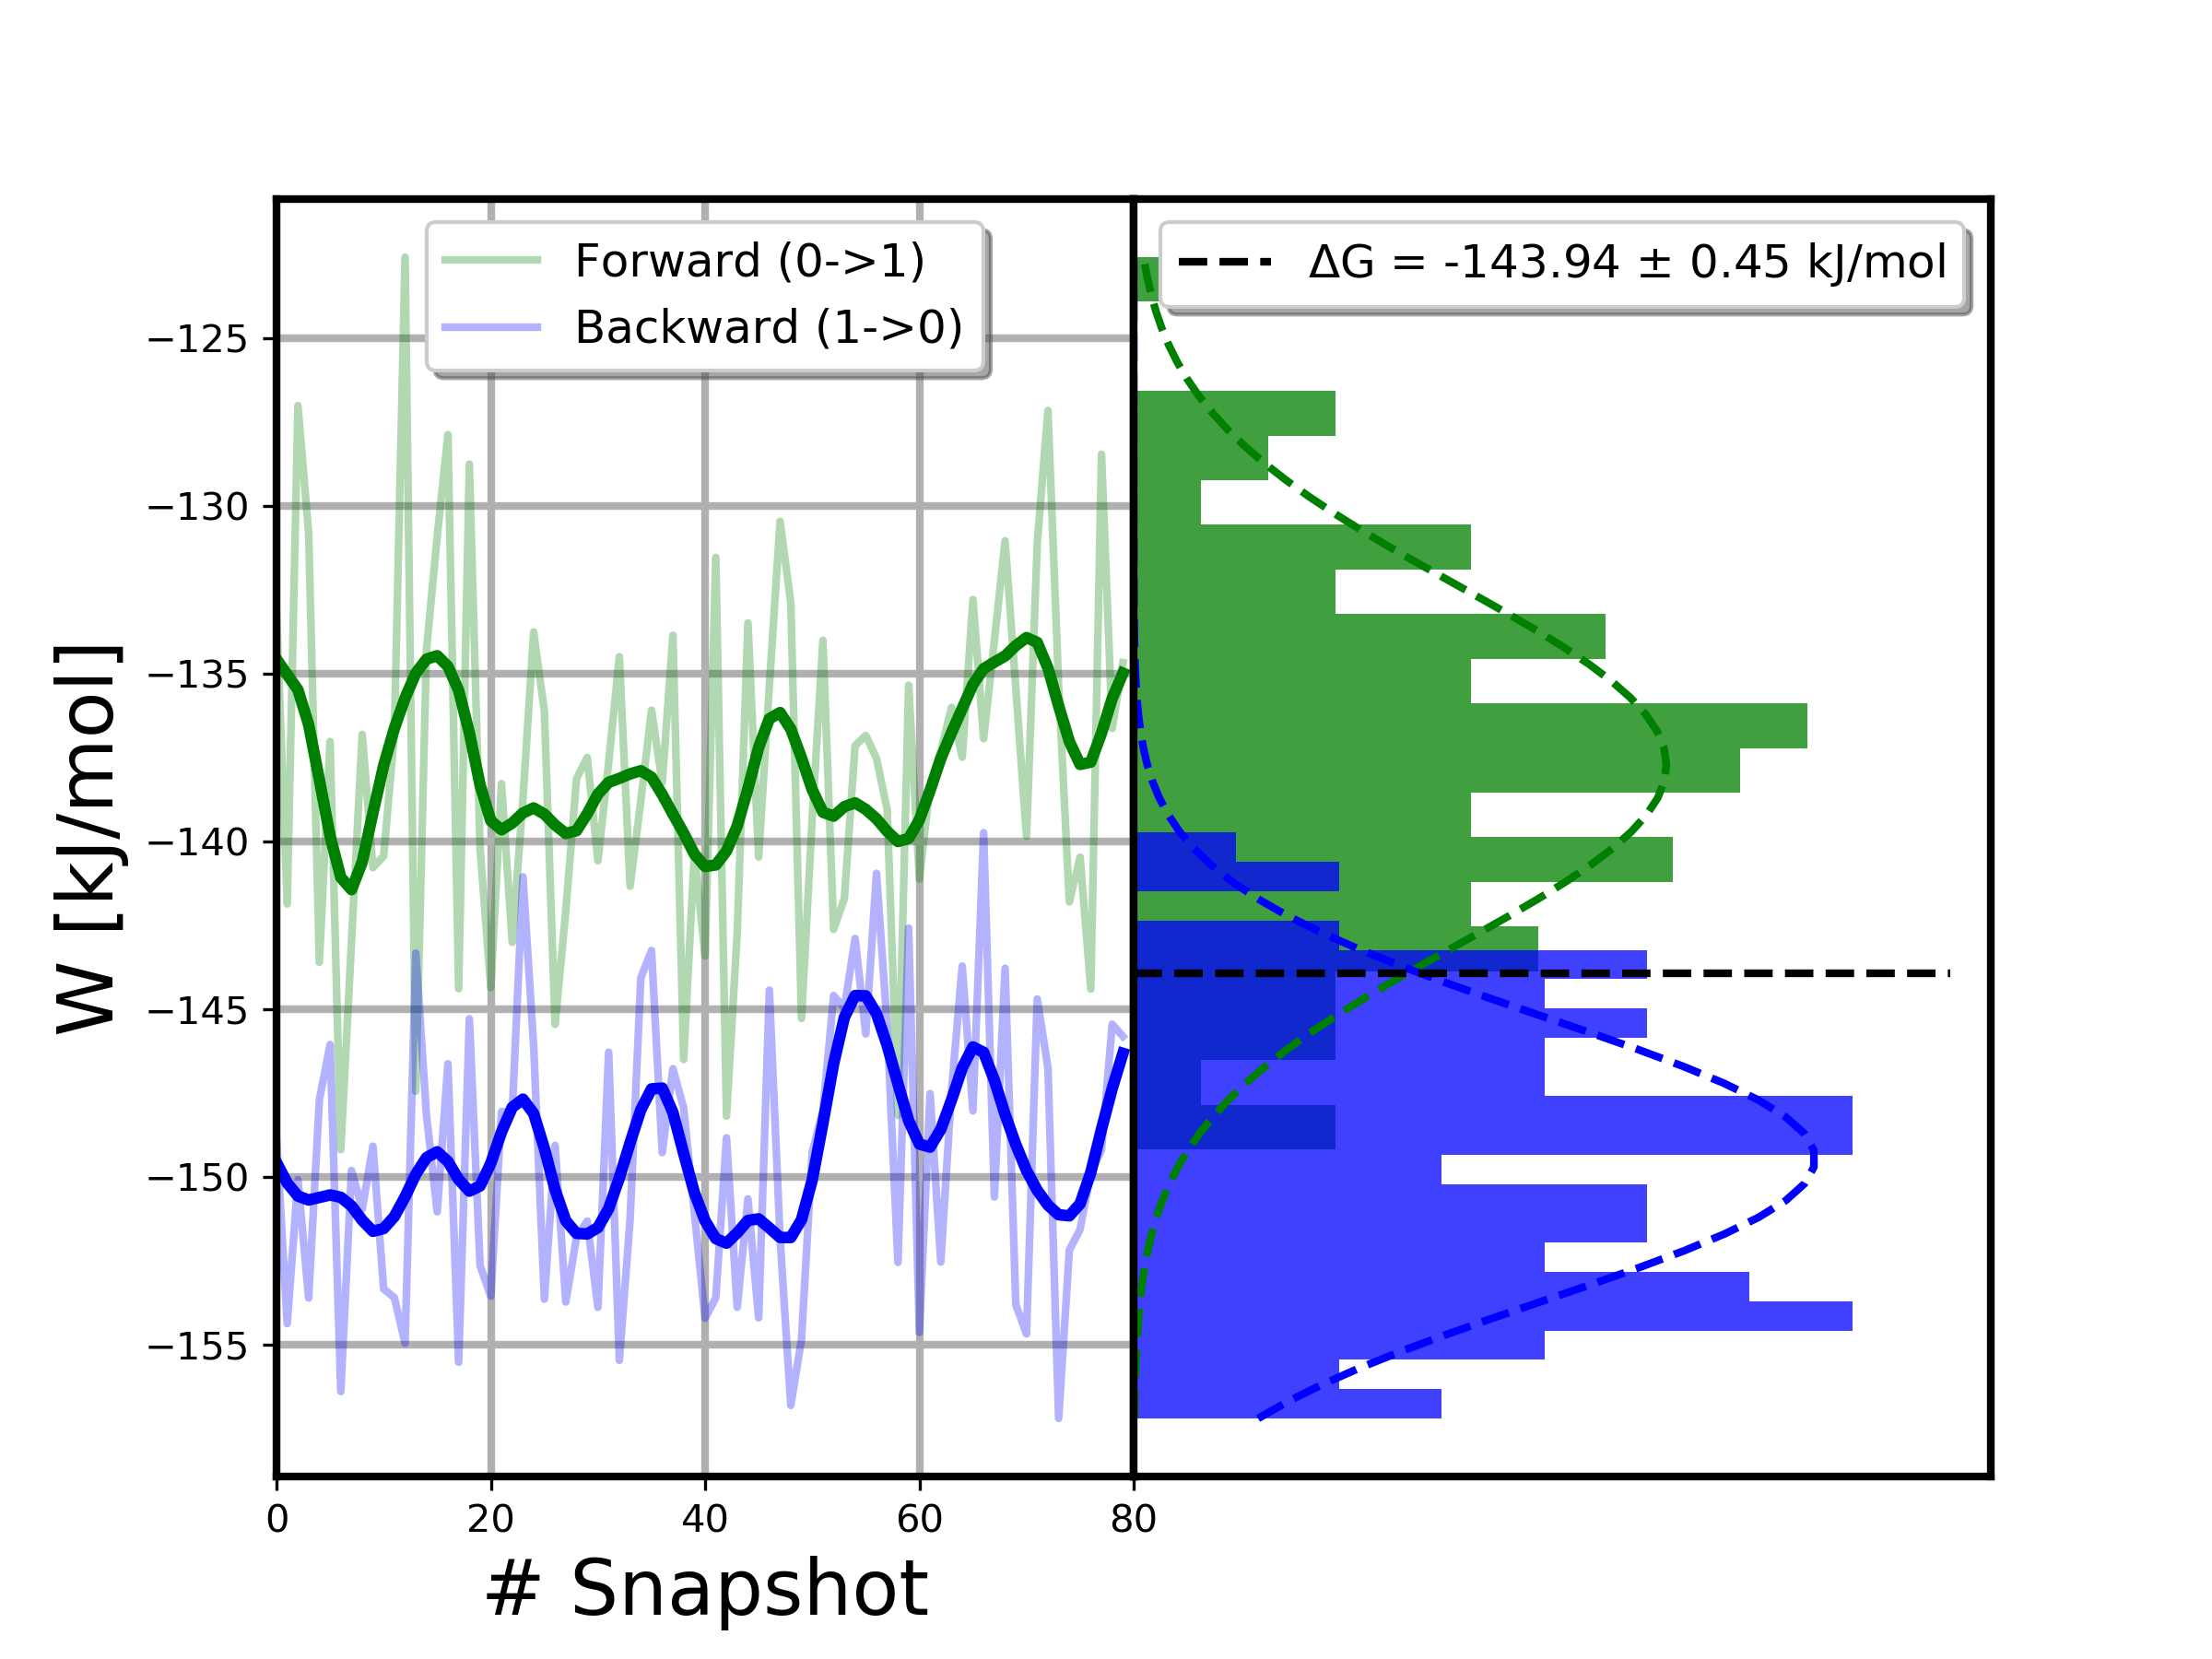 Forward (0->1)
Backward (1->0)
ΔG = -143.94 ± 0.45 kJ/mol
W [kJ/mol]
−125
−130
−135
−140
−145
−150
−155
0 20 40 60 80
# Snapshot